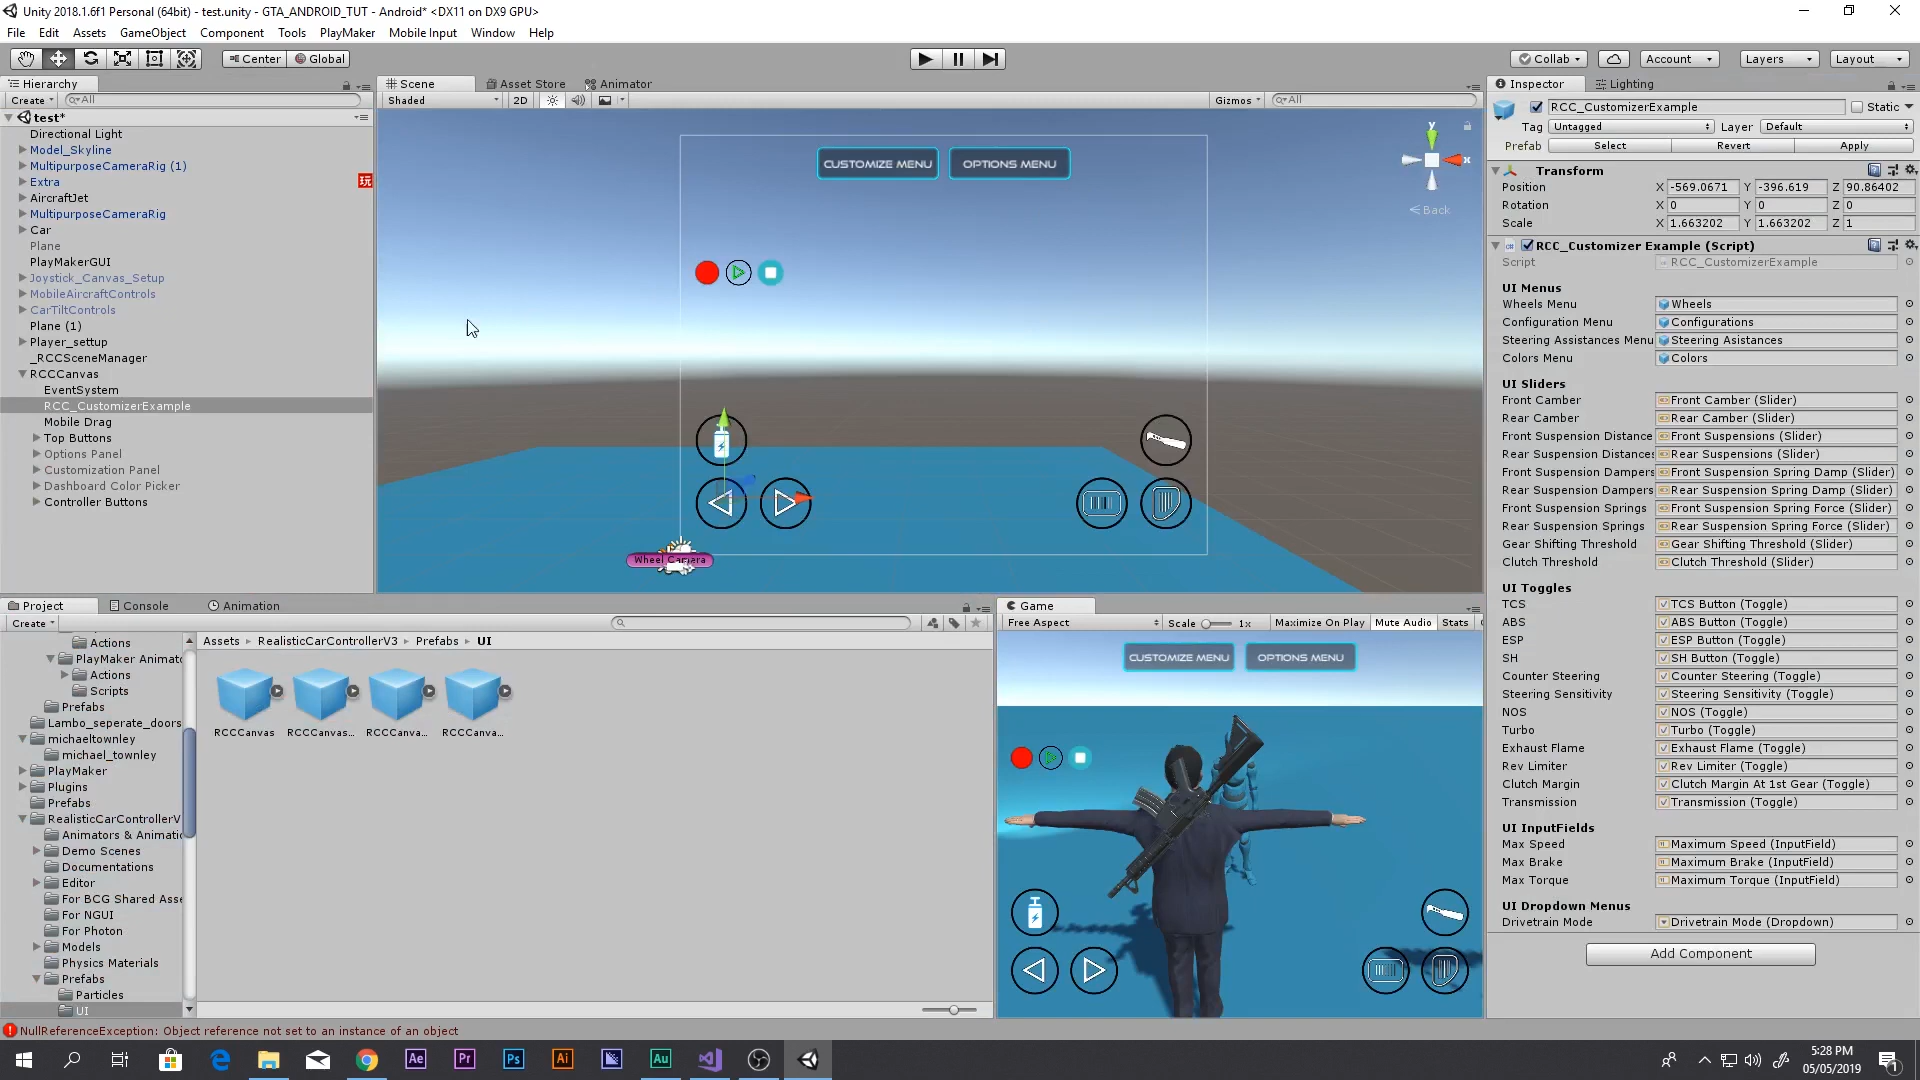 Unity 2018.1.6f1 Personal (64bit) - test.unity - GTA_ANDROID_TUT - Android* <DX11 on DX9 GPU>
File Edit Assets GameObject Component Tools PlayMaker Mobile Input Window Help
Center Global
Collab Account Layers Layout
Hierarchy
Create All
test*
Directional Light
Model_Skyline
MultipurposeCameraRig (1)
Extra
玩
AircraftJet
MultipurposeCameraRig
Car
Plane
PlayMakerGUI
Joystick_Canvas_Setup
MobileAircraftControls
CarTiltControls
Plane (1)
Player_settup
_RCCSceneManager
RCCCanvas
EventSystem
RCC_CustomizerExample
Mobile Drag
Top Buttons
Options Panel
Customization Panel
Dashboard Color Picker
Controller Buttons
Scene Asset Store Animator
Shaded 2D Gizmos All
CUSTOMIZE MENU OPTIONS MENU
y
x
Back
Wheel Camera
Project Console Animation
Create
Actions
PlayMaker Animato
Actions
Scripts
Prefabs
Lambo_seperate_doors
michaeltownley
michael_townley
PlayMaker
Plugins
Prefabs
RealisticCarControllerV
Animators & Animatic
Demo Scenes
Documentations
Editor
For BCG Shared Asse
For NGUI
For Photon
Models
Physics Materials
Prefabs
Particles
UI
Assets RealisticCarControllerV3 Prefabs UI
RCCCanvas RCCCanvas... RCCCanva... RCCCanva...
Game
Free Aspect Scale 1x Maximize On Play Mute Audio Stats
CUSTOMIZE MENU OPTIONS MENU
Inspector Lighting
RCC_CustomizerExample Static
Tag Untagged Layer Default
Prefab Select Revert Apply
Transform
Position X -569.0671 Y -396.619 Z 90.86402
Rotation X 0 Y 0 Z 0
Scale X 1.663202 Y 1.663202 Z 1
RCC_Customizer Example (Script)
Script RCC_CustomizerExample
UI Menus
Wheels Menu Wheels
Configuration Menu Configurations
Steering Assistances Menu Steering Asistances
Colors Menu Colors
UI Sliders
Front Camber Front Camber (Slider)
Rear Camber Rear Camber (Slider)
Front Suspension Distance Front Suspensions (Slider)
Rear Suspension Distances Rear Suspensions (Slider)
Front Suspension Dampers Front Suspension Spring Damp (Slider)
Rear Suspension Dampers Rear Suspension Spring Damp (Slider)
Front Suspension Springs Front Suspension Spring Force (Slider)
Rear Suspension Springs Rear Suspension Spring Force (Slider)
Gear Shifting Threshold Gear Shifting Threshold (Slider)
Clutch Threshold Clutch Threshold (Slider)
UI Toggles
TCS TCS Button (Toggle)
ABS ABS Button (Toggle)
ESP ESP Button (Toggle)
SH SH Button (Toggle)
Counter Steering Counter Steering (Toggle)
Steering Sensitivity Steering Sensitivity (Toggle)
NOS NOS (Toggle)
Turbo Turbo (Toggle)
Exhaust Flame Exhaust Flame (Toggle)
Rev Limiter Rev Limiter (Toggle)
Clutch Margin Clutch Margin At 1st Gear (Toggle)
Transmission Transmission (Toggle)
UI InputFields
Max Speed Maximum Speed (InputField)
Max Brake Maximum Brake (InputField)
Max Torque Maximum Torque (InputField)
UI Dropdown Menus
Drivetrain Mode Drivetrain Mode (Dropdown)
Add Component
NullReferenceException: Object reference not set to an instance of an object
Ae Pr Ps Ai Au
5:28 PM
05/05/2019
1